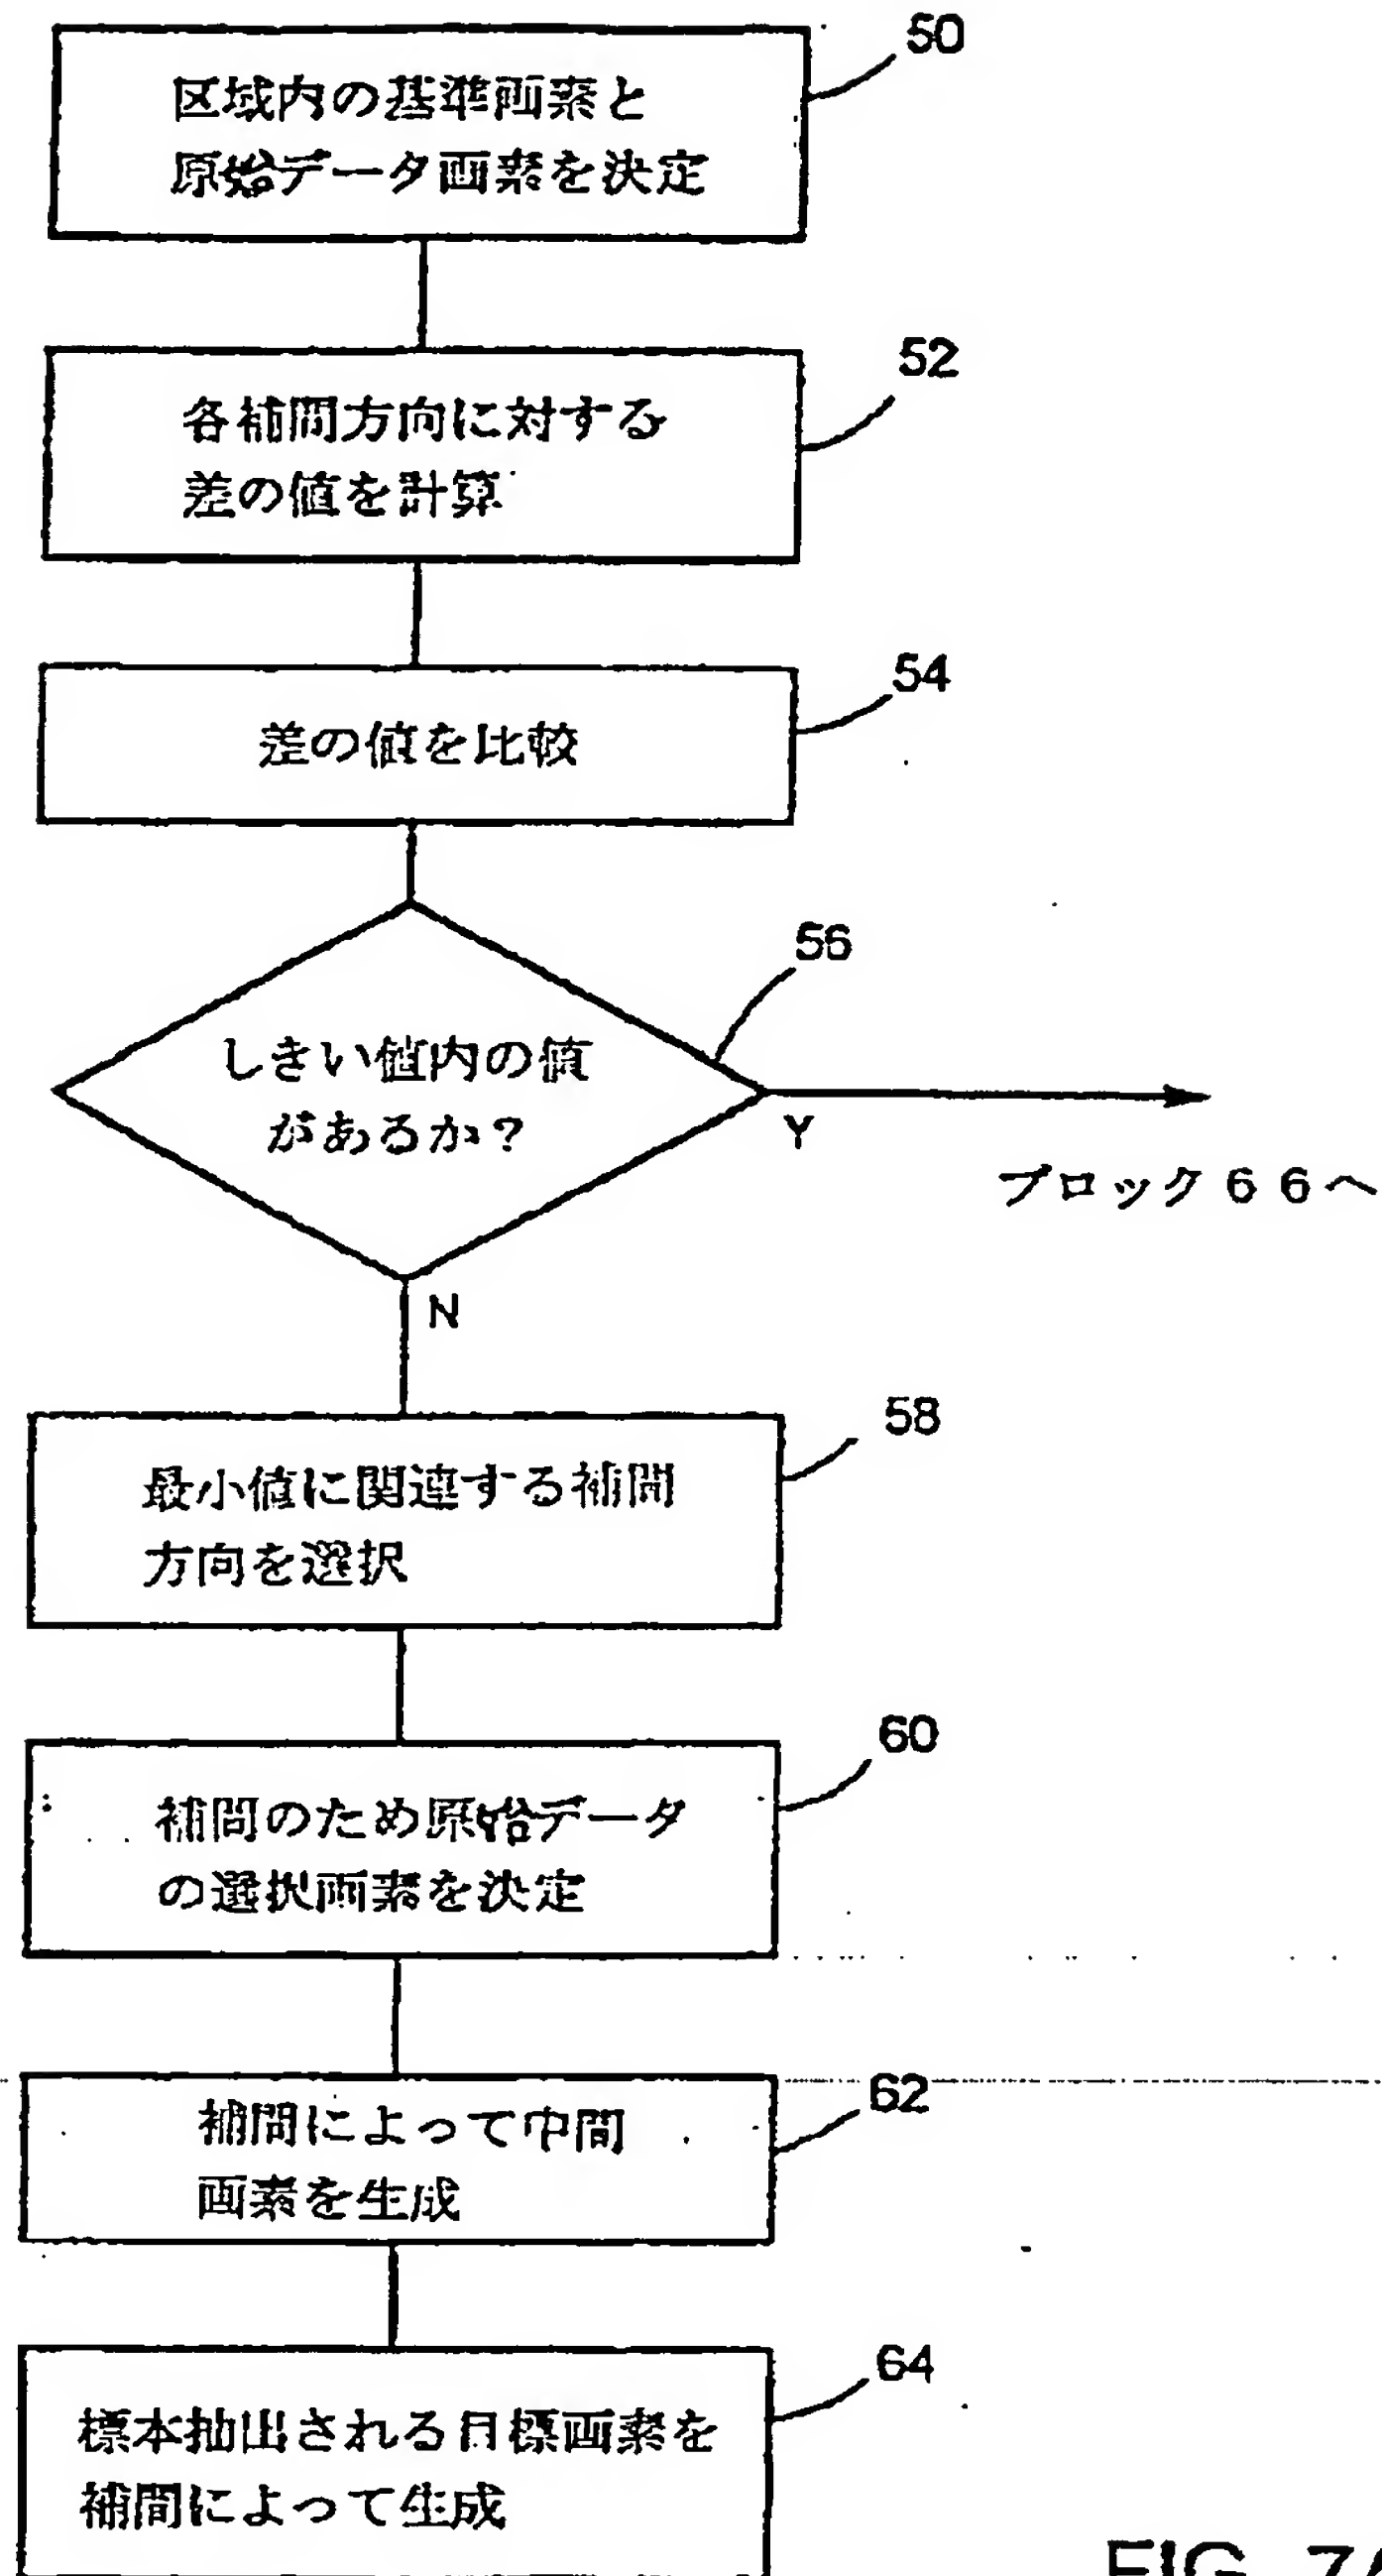 50
区域内の基準画素と
原始データ画素を決定
52
各補間方向に対する
差の値を計算
54
差の値を比較
56
しきい値内の値
があるか?
Y
ブロック66へ
N
58
最小値に関連する補間
方向を選択
60
補間のため原始データ
の選択画素を決定
62
補間によって中間
画素を生成
64
標本抽出される目標画素を
補間によって生成
FIG. 7A